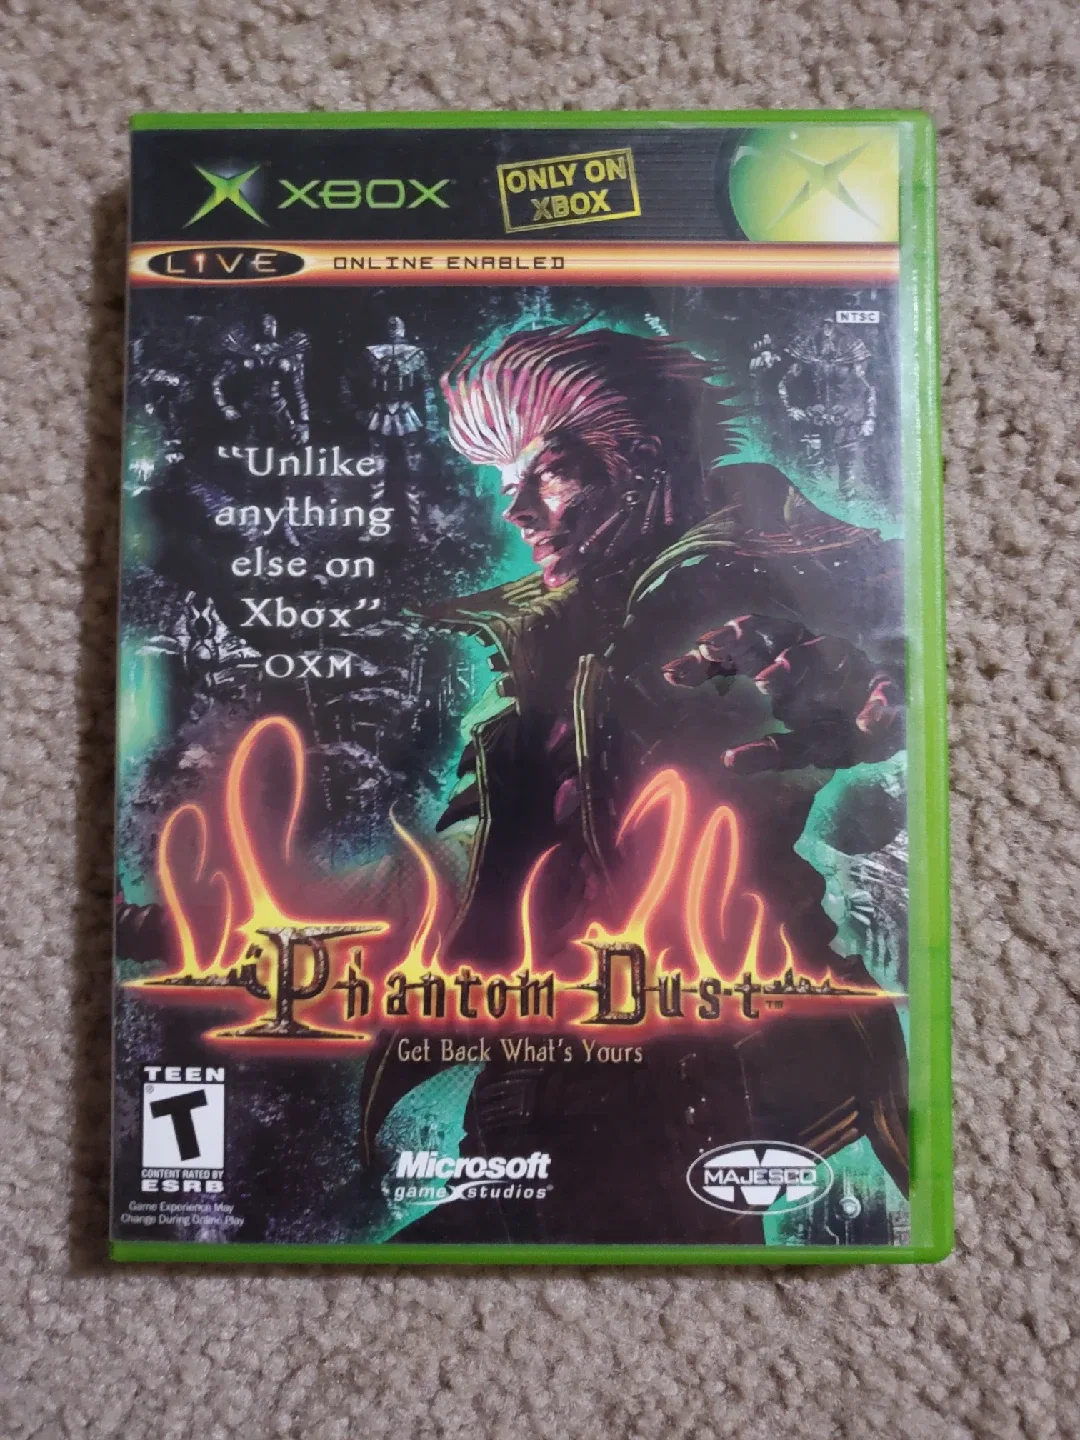 XBOX
ONLY ON
XBOX
LIVE
ONLINE ENABLED
NTSC
"Unlike
anything
else on
Xbox"
-OXM
Phantom Dust™
Get Back What's Yours
TEEN
T
®
CONTENT RATED BY
ESRB
Game Experience May
Change During Online Play
Microsoft
game studios®
MAJESCO